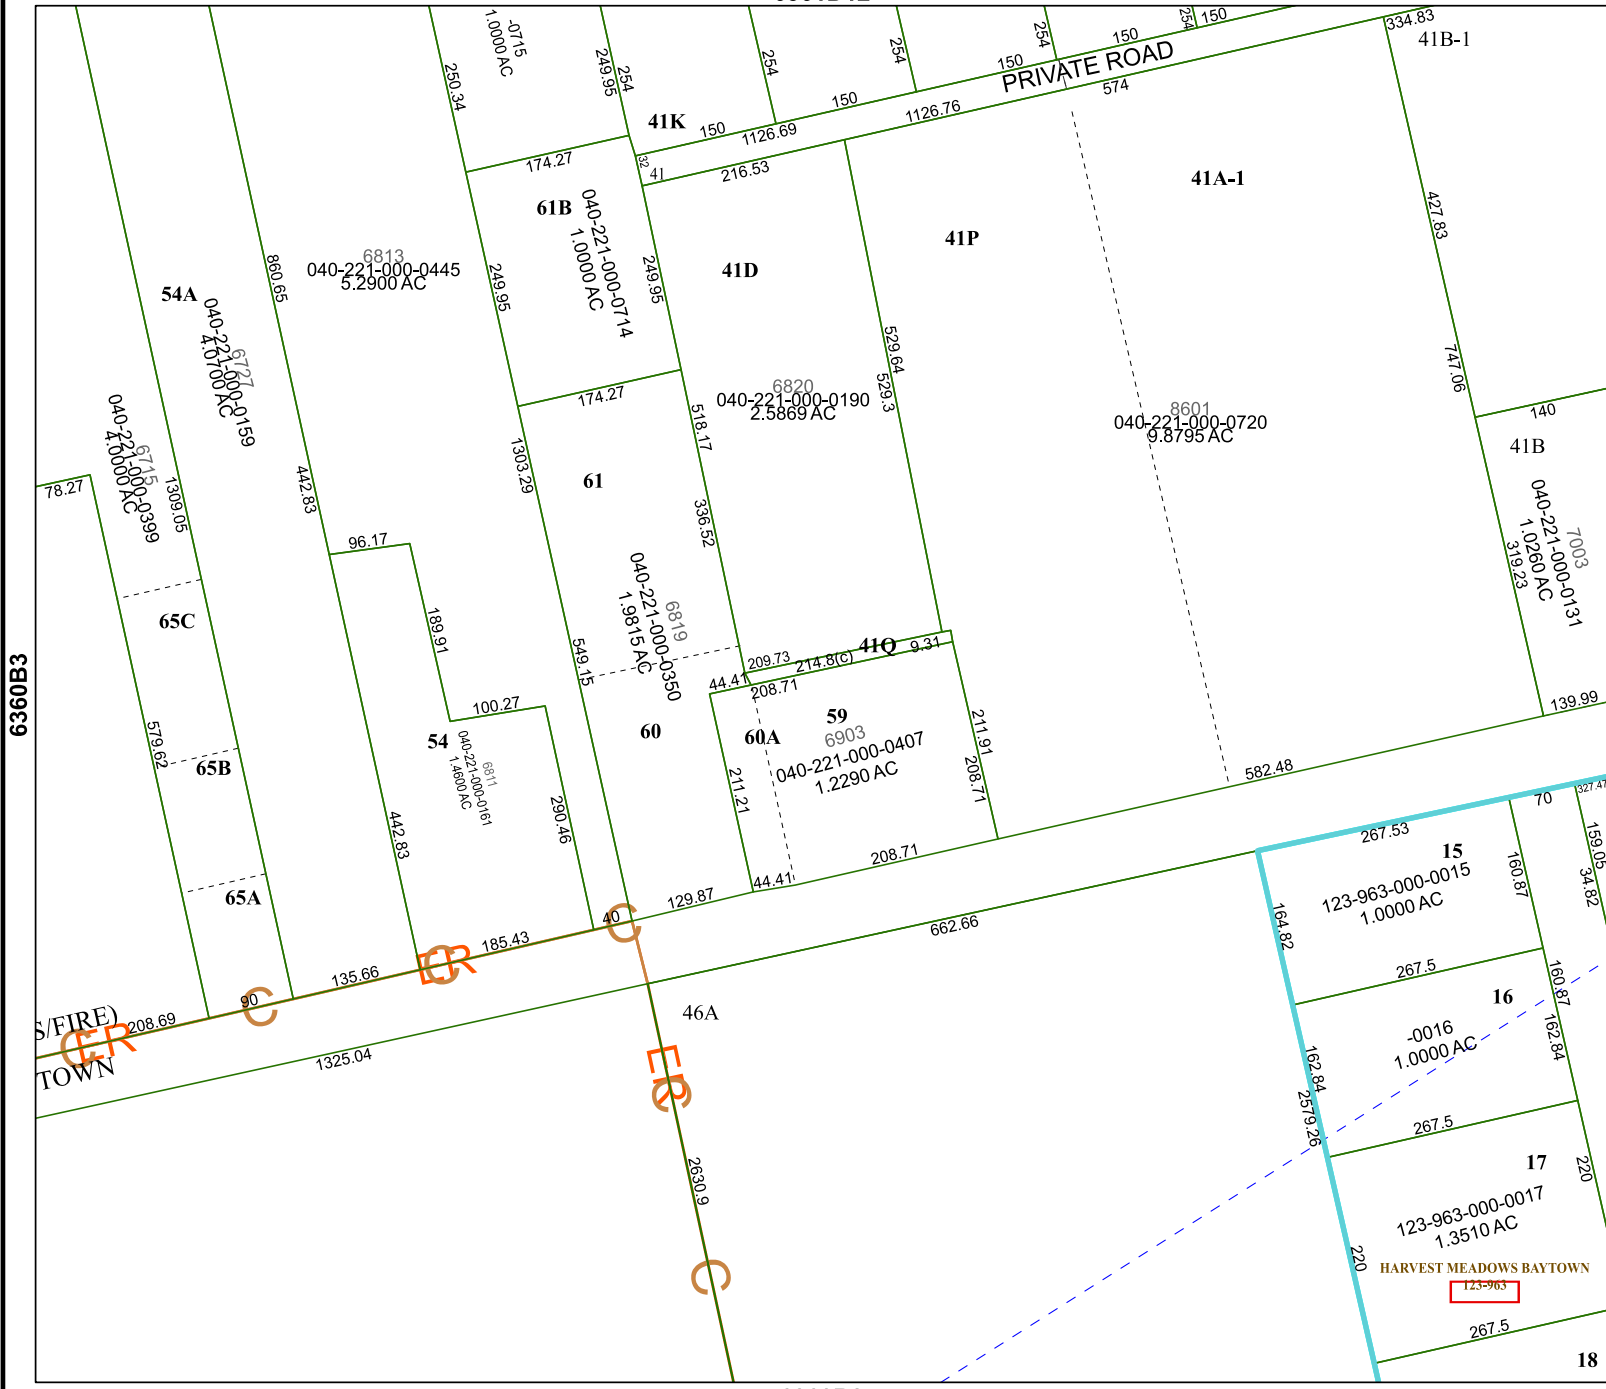 -0715
1.0000 AC
250.34
249.95
254
254
254
254
254
150
150
150
150
150
334.83
41B-1
PRIVATE ROAD
574
1126.76
1126.69
41K
32
41
216.53
174.27
61B
040-221-000-0714
1.0000 AC
41A-1
41P
427.83
6813
040-221-000-0445
5.2900 AC
860.65
249.95
249.95
41D
54A
6727
040-221-000-0159
4.0700 AC
529.64
529.3
747.06
6820
040-221-000-0190
2.5869 AC
174.27
518.17
8601
040-221-000-0720
9.8795 AC
140
41B
6715
040-221-000-0399
4.0000 AC
78.27
1309.05
442.83
1303.29
61
336.52
7003
040-221-000-0131
1.0260 AC
319.23
96.17
65C
189.91
549.15
6819
040-221-000-0350
1.9815 AC
209.73
214.8(c)
41Q
9.31
44.41
208.71
6360B3
579.62
65B
100.27
54
6811
040-221-000-0161
1.4600 AC
60
60A
59
6903
040-221-000-0407
1.2290 AC
211.91
208.71
139.99
582.48
70
327.47
211.21
290.46
442.83
65A
267.53
15
123-963-000-0015
1.0000 AC
160.87
159.05
34.82
208.71
44.41
129.87
40
164.82
662.66
185.43
C
ER
C
135.66
90
C
208.69
S/FIRE)
ER
C
TOWN
1325.04
46A
267.5
160.87
16
-0016
1.0000 AC
162.84
162.84
2579.26
ER
C
267.5
17
220
123-963-000-0017
1.3510 AC
2630.9
C
220
HARVEST MEADOWS BAYTOWN
123-963
267.5
18